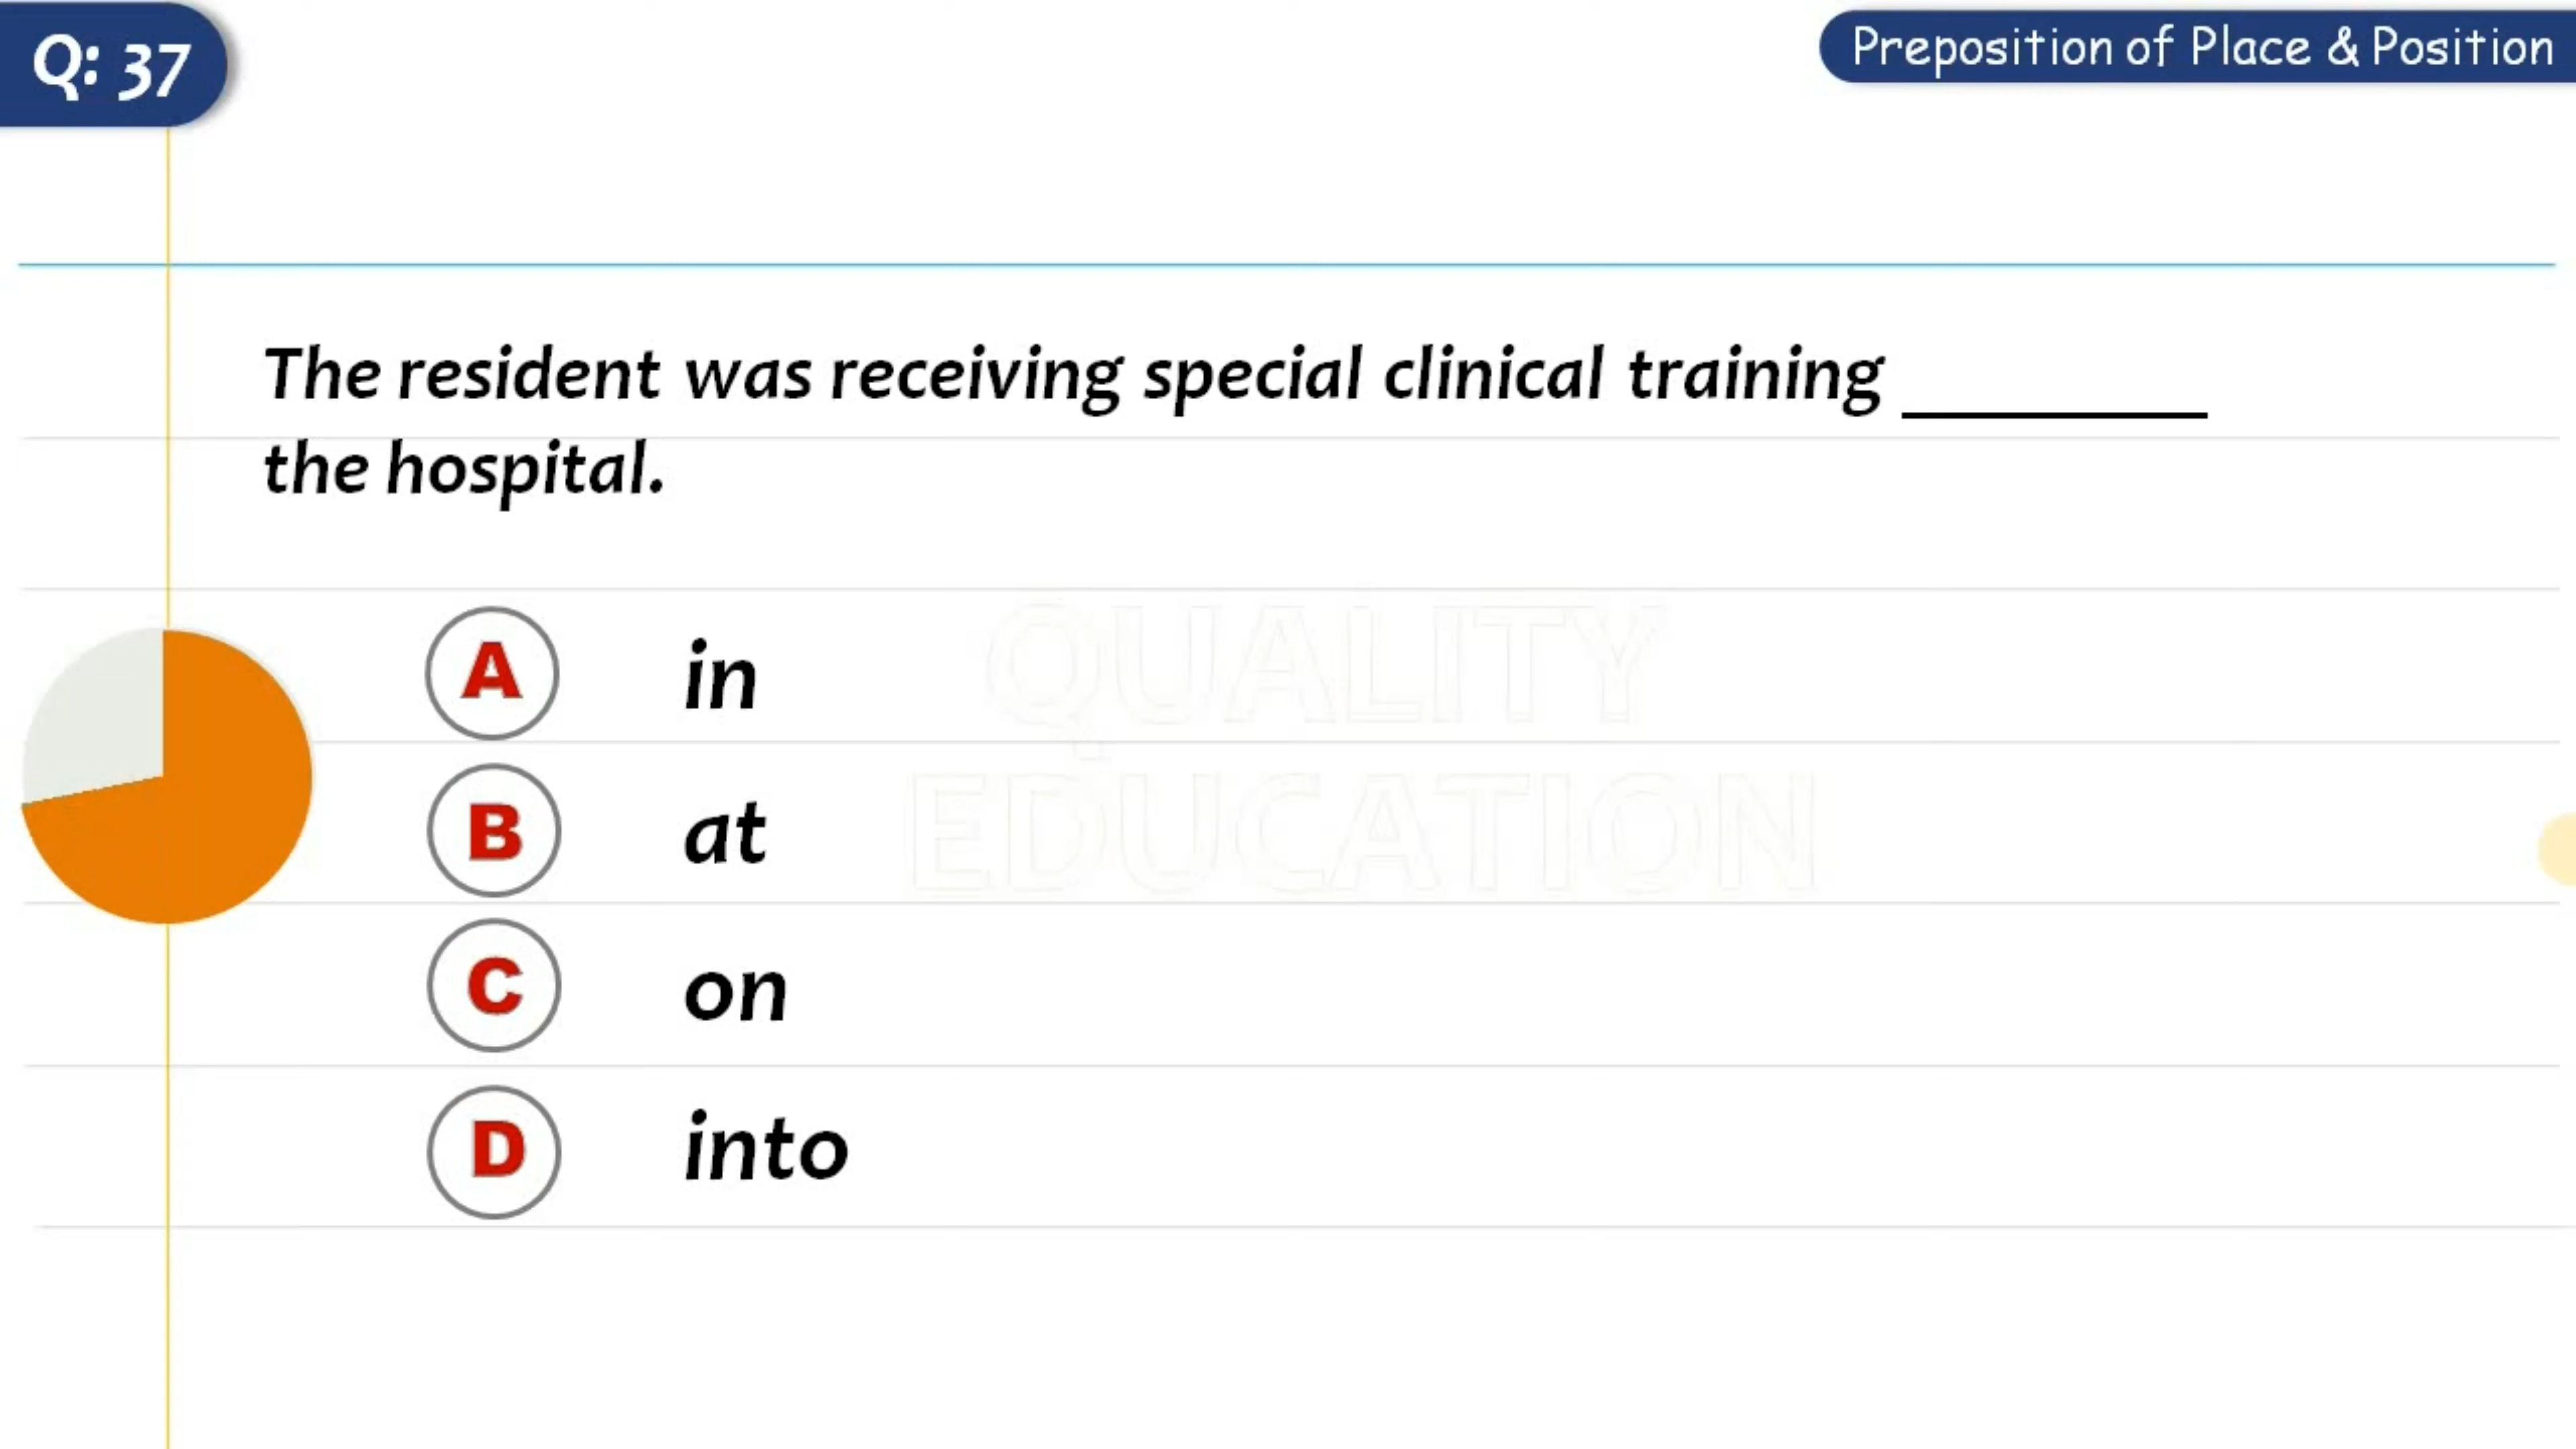 Q: 37
Preposition of Place & Position
The resident was receiving special clinical training ________
the hospital.
QUALITY
EDUCATION
A in
B at
C on
D into